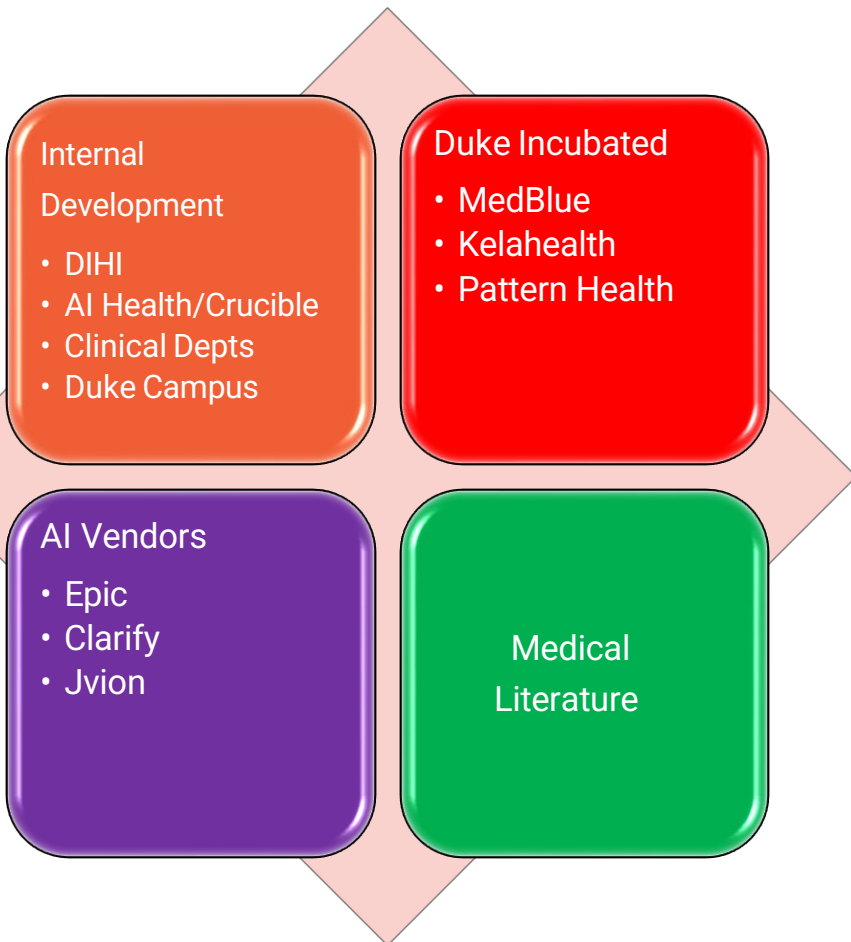 Internal
Development
• DIHI
• AI Health/Crucible
• Clinical Depts
• Duke Campus
Duke Incubated
• MedBlue
• Kelahealth
• Pattern Health
AI Vendors
• Epic
• Clarify
• Jvion
Medical
Literature